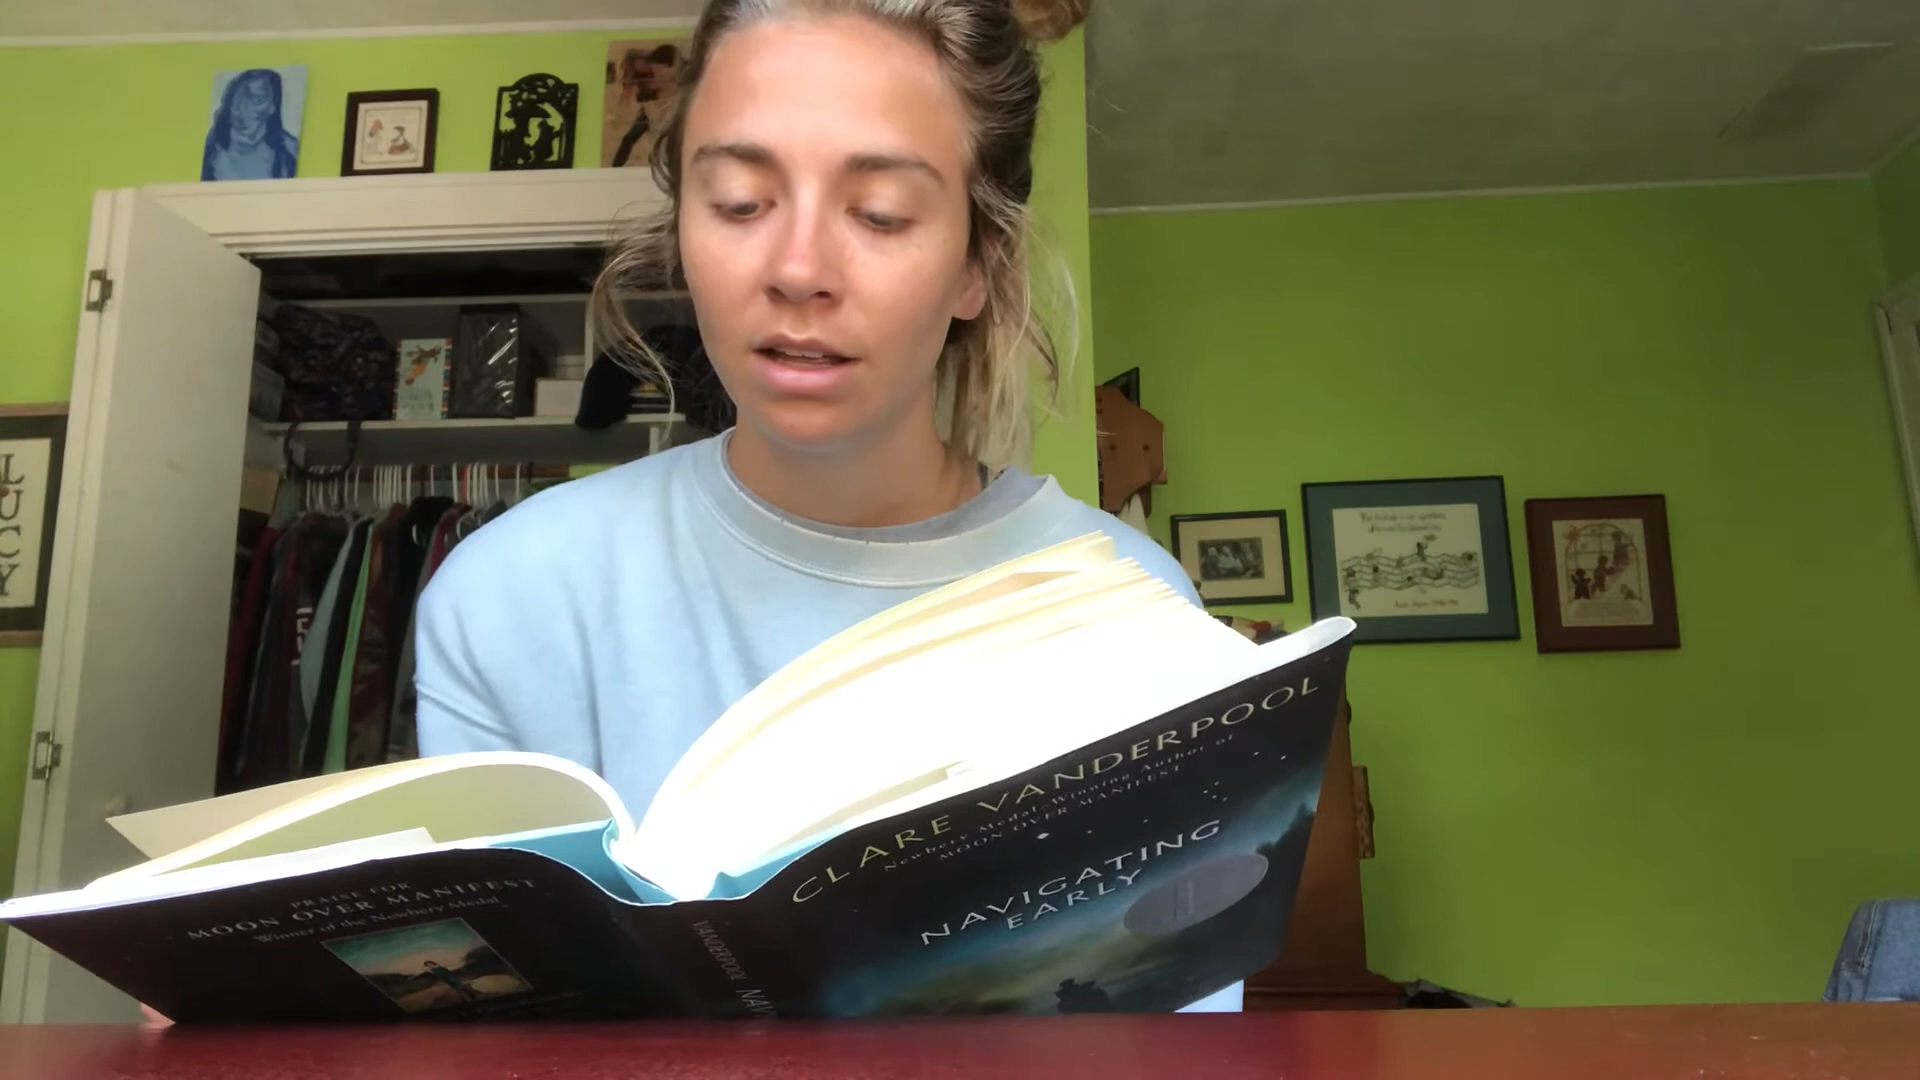 L
U
C
Y
CLARE VANDERPOOL
Newbery Medal–Winning Author of
MOON OVER MANIFEST
NAVIGATING
EARLY
PRAISE FOR
MOON OVER MANIFEST
Winner of the Newbery Medal
VANDERPOOL NAVI